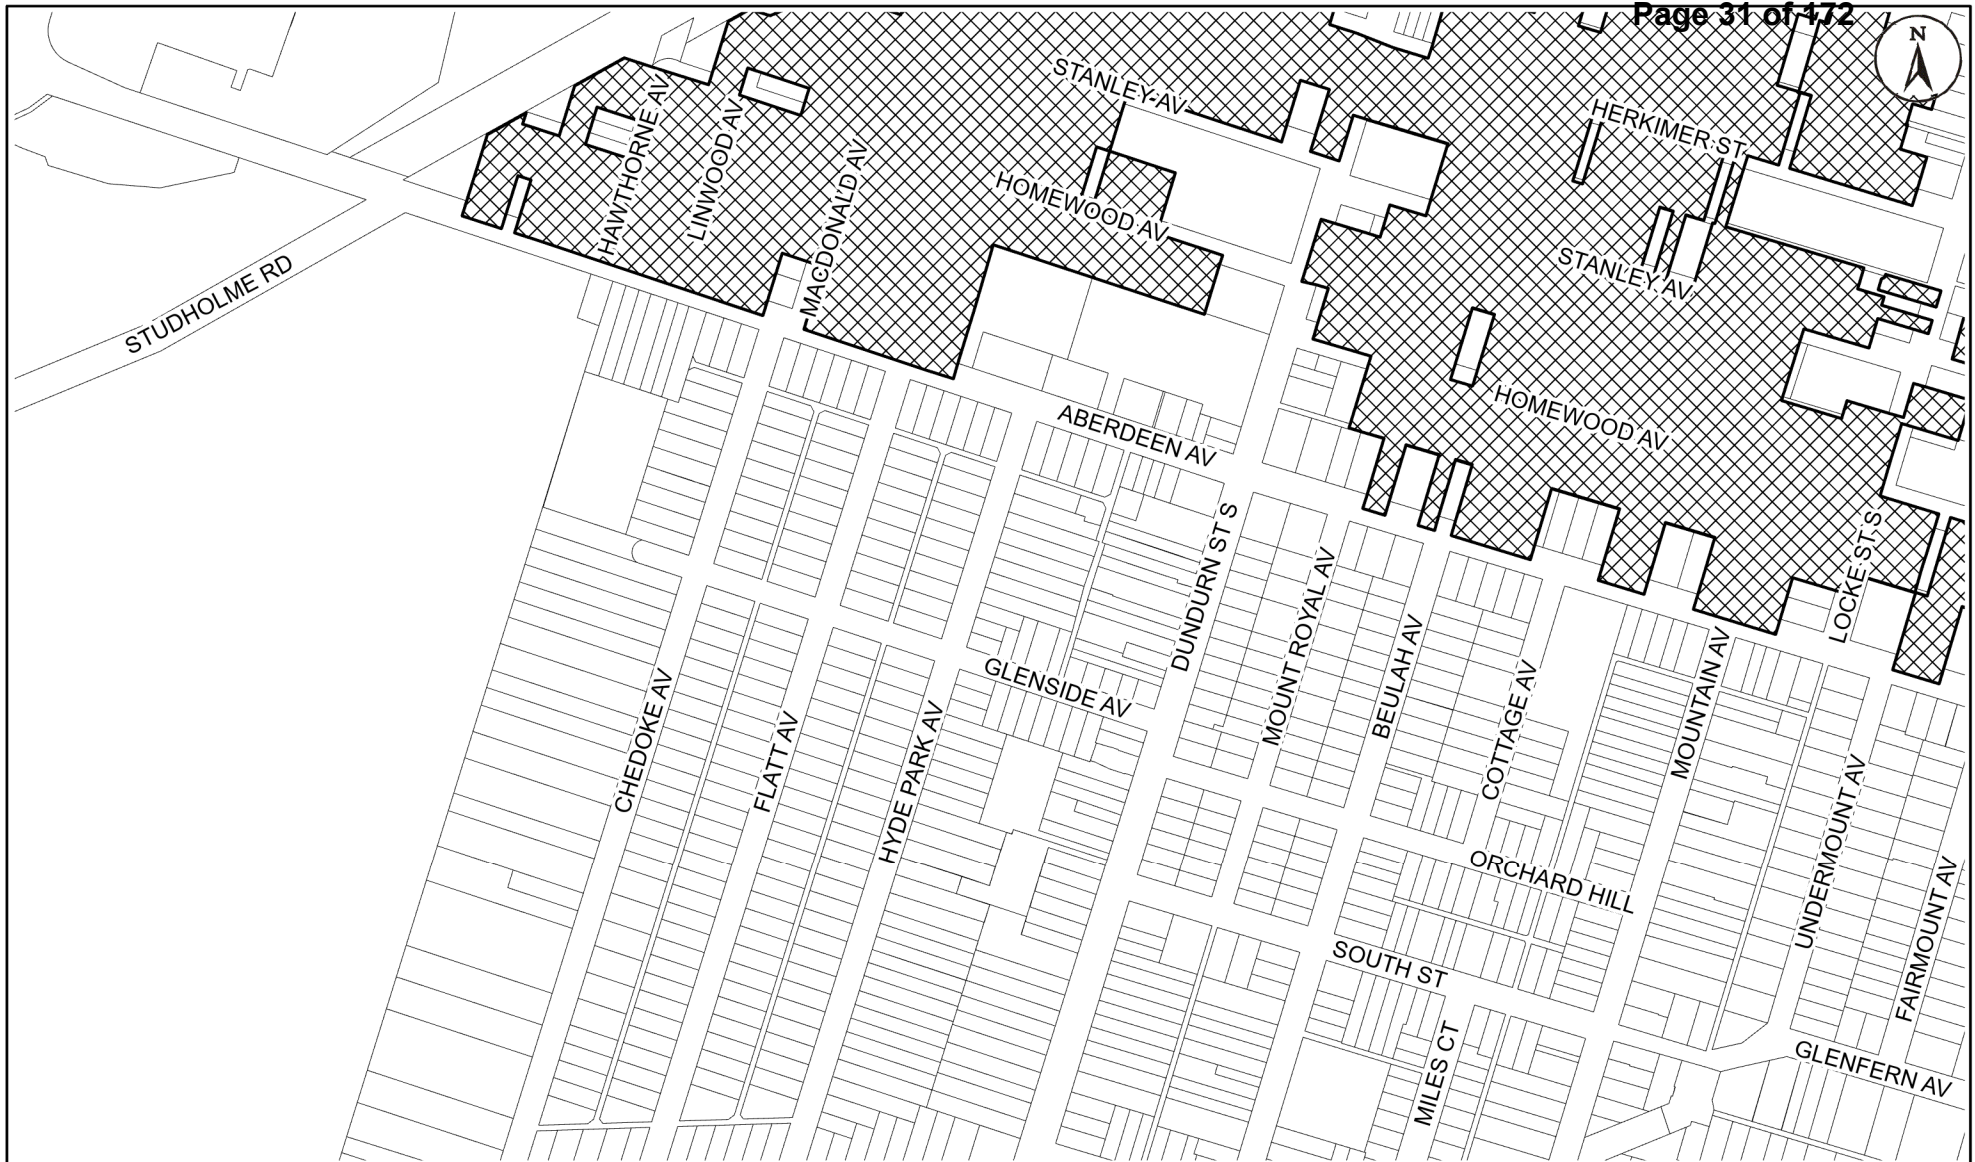 Page 31 of 172
N
STANLEY AV
HERKIMER ST
HAWTHORNE AV
LINWOOD AV
MACDONALD AV
HOMEWOOD AV
STANLEY AV
STUDHOLME RD
HOMEWOOD AV
ABERDEEN AV
DUNDURN ST S
LOCKE ST S
MOUNT ROYAL AV
BEULAH AV
GLENSIDE AV
COTTAGE AV
MOUNTAIN AV
CHEDOKE AV
FLATT AV
HYDE PARK AV
UNDERMOUNT AV
ORCHARD HILL
FAIRMOUNT AV
SOUTH ST
MILES CT
GLENFERN AV